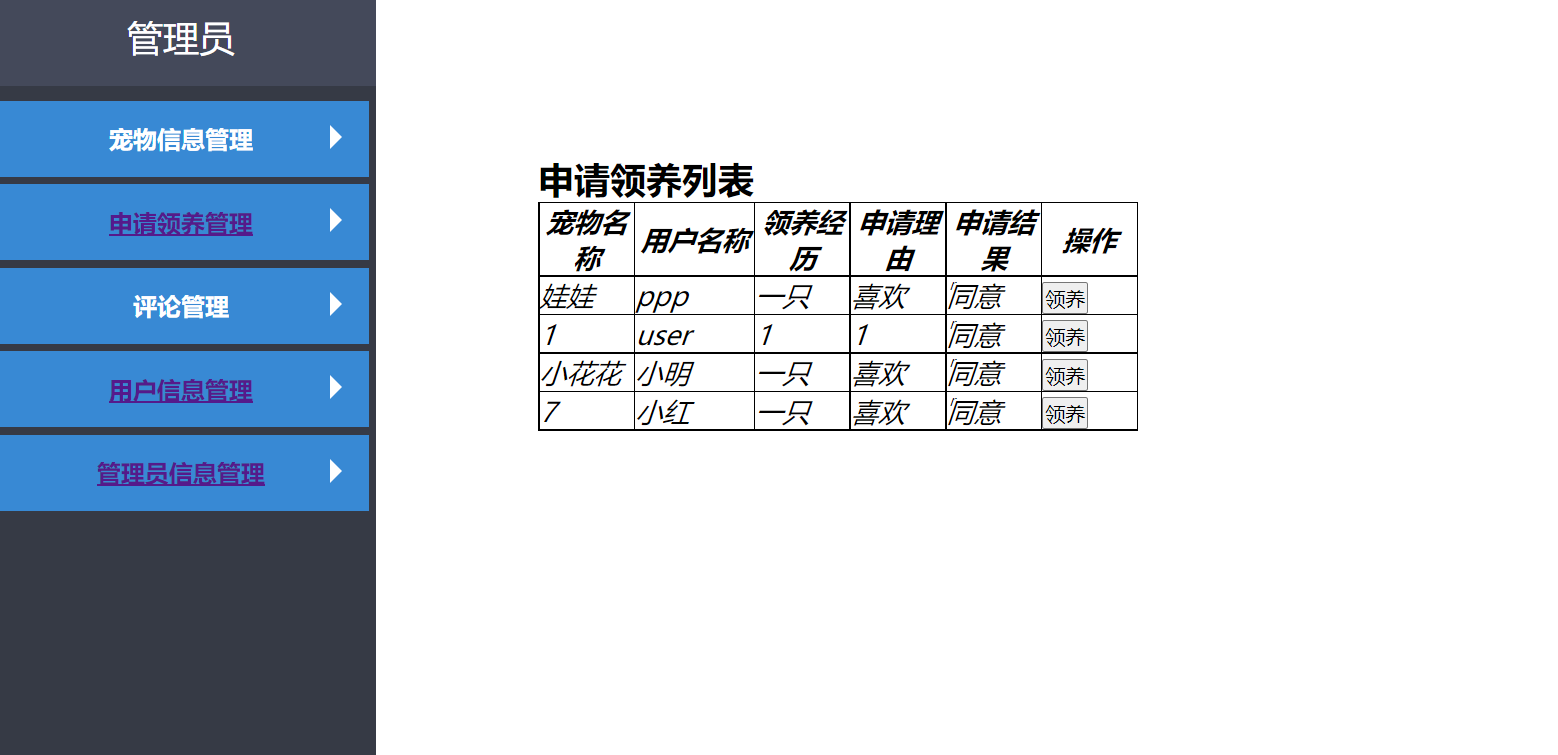 管理员
宠物信息管理
申请领养管理
评论管理
用户信息管理
管理员信息管理
申请领养列表
宠物名称 用户名称 领养经历 申请理由 申请结果 操作
娃娃 ppp 一只 喜欢 同意 领养
1 user 1 1 同意 领养
小花花 小明 一只 喜欢 同意 领养
7 小红 一只 喜欢 同意 领养